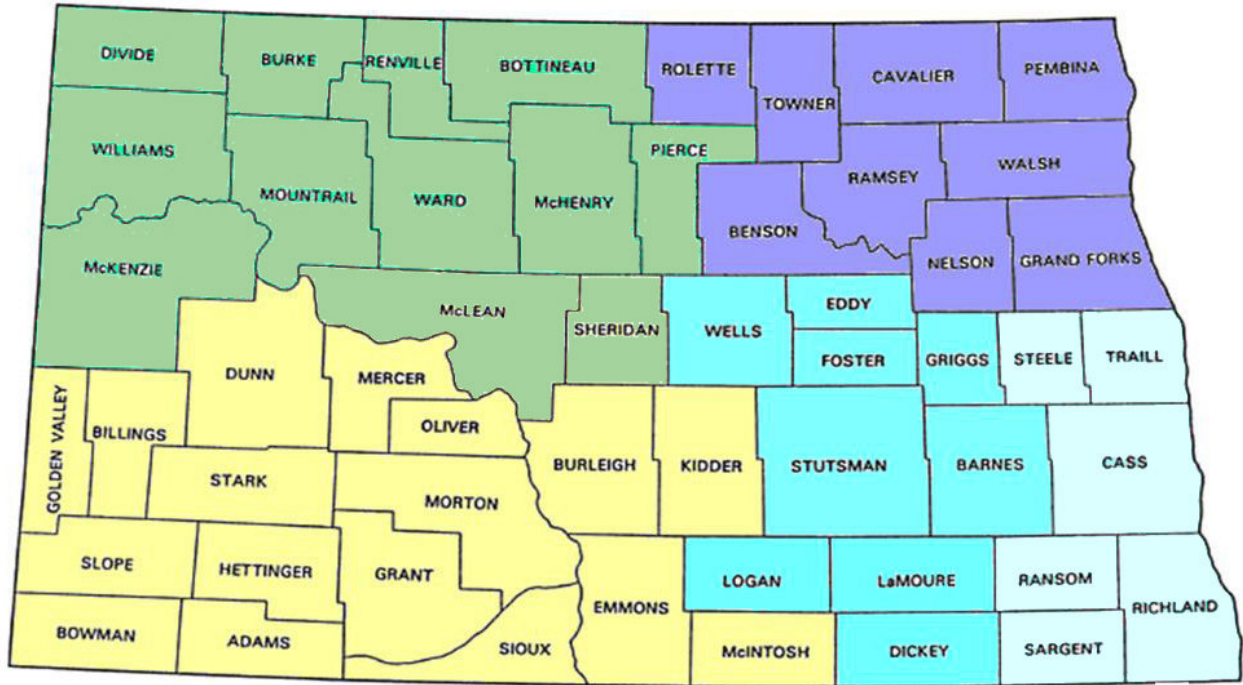 DIVIDE
BURKE
RENVILLE
BOTTINEAU
ROLETTE
TOWNER
CAVALIER
PEMBINA
WILLIAMS
MOUNTRAIL
WARD
McHENRY
PIERCE
BENSON
RAMSEY
WALSH
McKENZIE
NELSON
GRAND FORKS
McLEAN
SHERIDAN
WELLS
EDDY
FOSTER
GRIGGS
STEELE
TRAILL
DUNN
MERCER
OLIVER
GOLDEN VALLEY
BILLINGS
STARK
MORTON
BURLEIGH
KIDDER
STUTSMAN
BARNES
CASS
SLOPE
HETTINGER
GRANT
EMMONS
LOGAN
LaMOURE
RANSOM
RICHLAND
BOWMAN
ADAMS
SIOUX
McINTOSH
DICKEY
SARGENT